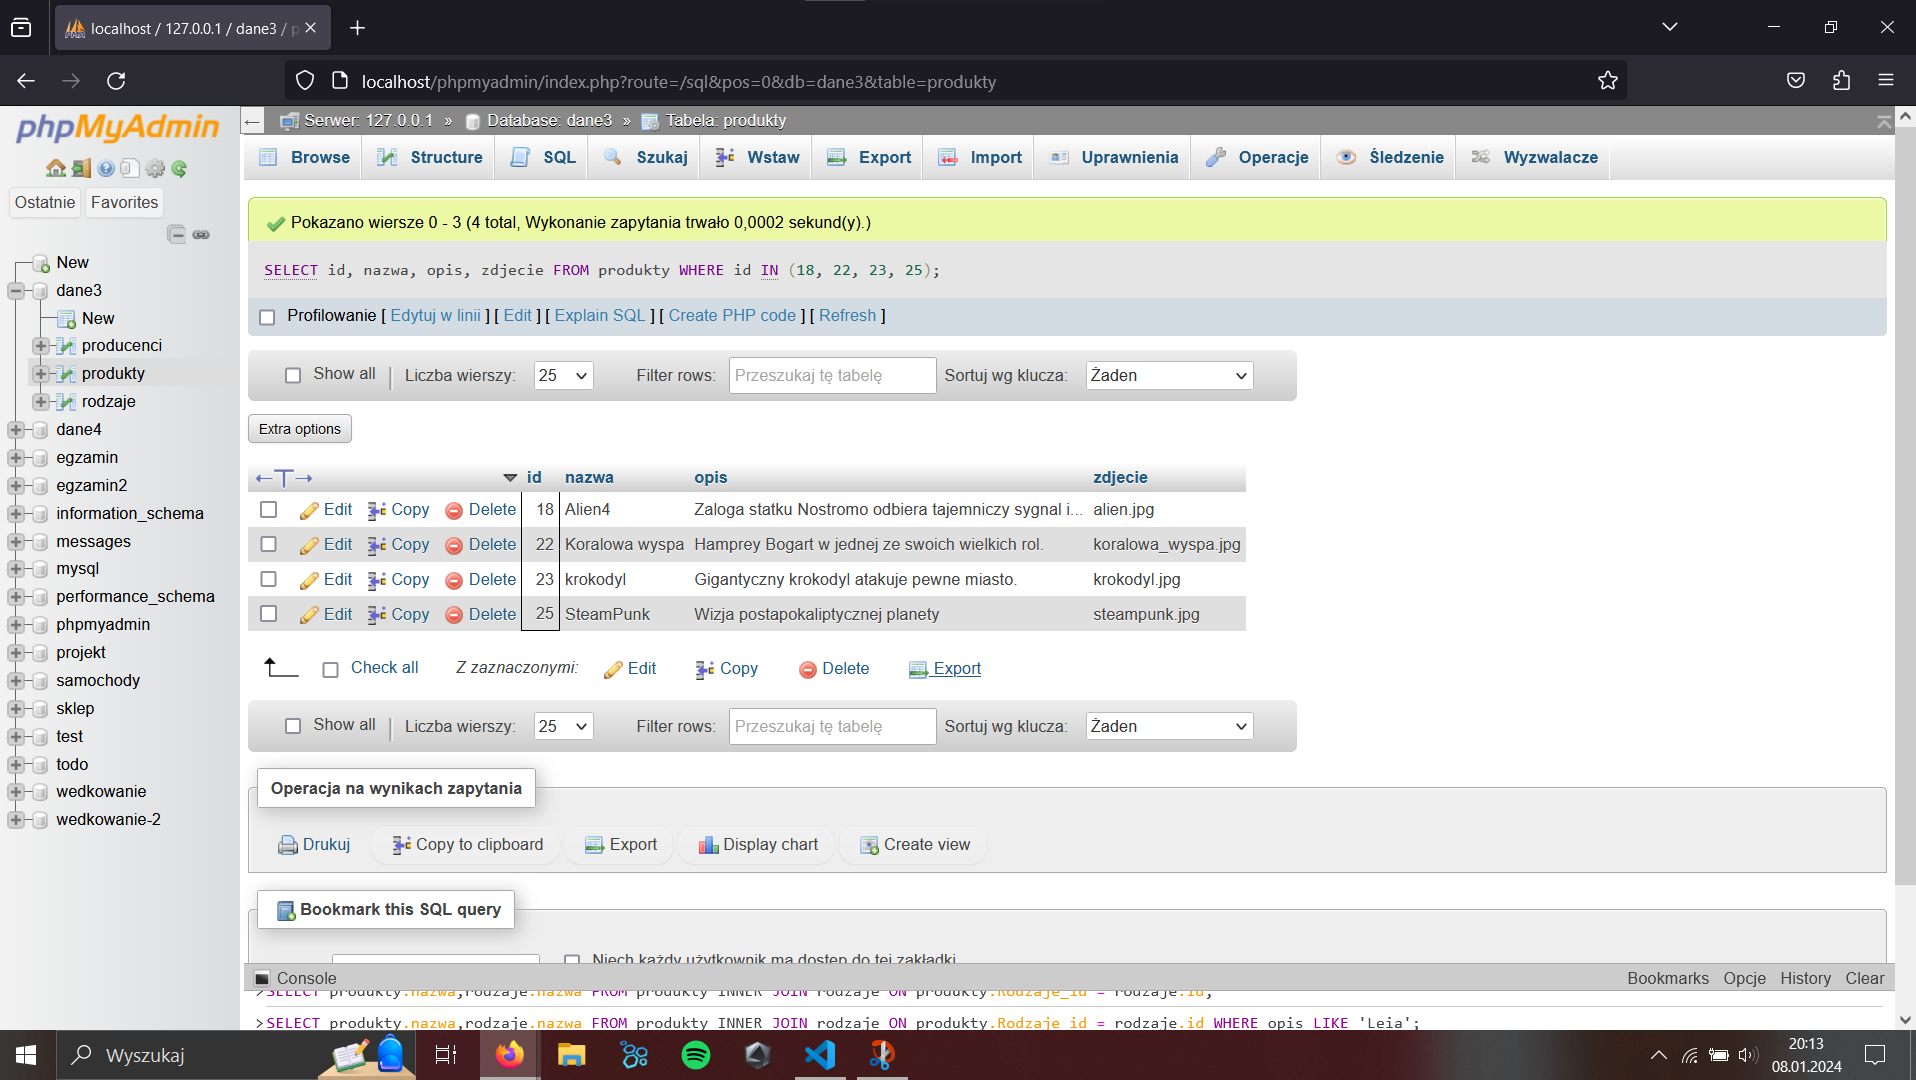 localhost / 127.0.0.1 / dane3 / p
localhost/phpmyadmin/index.php?route=/sql&pos=0&db=dane3&table=produkty
phpMyAdmin
Ostatnie Favorites
New
dane3
New
producenci
produkty
rodzaje
dane4
egzamin
egzamin2
information_schema
messages
mysql
performance_schema
phpmyadmin
projekt
samochody
sklep
test
todo
wedkowanie
wedkowanie-2
Serwer: 127.0.0.1 » Database: dane3 » Tabela: produkty
Browse Structure SQL Szukaj Wstaw Export Import Uprawnienia Operacje Śledzenie Wyzwalacze
Pokazano wiersze 0 - 3 (4 total, Wykonanie zapytania trwało 0,0002 sekund(y).)
SELECT id, nazwa, opis, zdjecie FROM produkty WHERE id IN (18, 22, 23, 25);
Profilowanie [ Edytuj w linii ] [ Edit ] [ Explain SQL ] [ Create PHP code ] [ Refresh ]
Show all | Liczba wierszy: 25 Filter rows: Przeszukaj tę tabelę Sortuj wg klucza: Żaden
Extra options
←T→ id nazwa opis zdjecie
Edit Copy Delete 18 Alien4 Zaloga statku Nostromo odbiera tajemniczy sygnal i... alien.jpg
Edit Copy Delete 22 Koralowa wyspa Hamprey Bogart w jednej ze swoich wielkich rol. koralowa_wyspa.jpg
Edit Copy Delete 23 krokodyl Gigantyczny krokodyl atakuje pewne miasto. krokodyl.jpg
Edit Copy Delete 25 SteamPunk Wizja postapokaliptycznej planety steampunk.jpg
Check all Z zaznaczonymi: Edit Copy Delete Export
Show all | Liczba wierszy: 25 Filter rows: Przeszukaj tę tabelę Sortuj wg klucza: Żaden
Operacja na wynikach zapytania
Drukuj Copy to clipboard Export Display chart Create view
Bookmark this SQL query
Niech każdy użytkownik ma dostęp do tej zakładki
Console Bookmarks Opcje History Clear
>SELECT produkty.nazwa,rodzaje.nazwa FROM produkty INNER JOIN rodzaje ON produkty.Rodzaje_id = rodzaje.id;
>SELECT produkty.nazwa,rodzaje.nazwa FROM produkty INNER JOIN rodzaje ON produkty.Rodzaje_id = rodzaje.id WHERE opis LIKE 'Leia';
Wyszukaj
20:13
08.01.2024